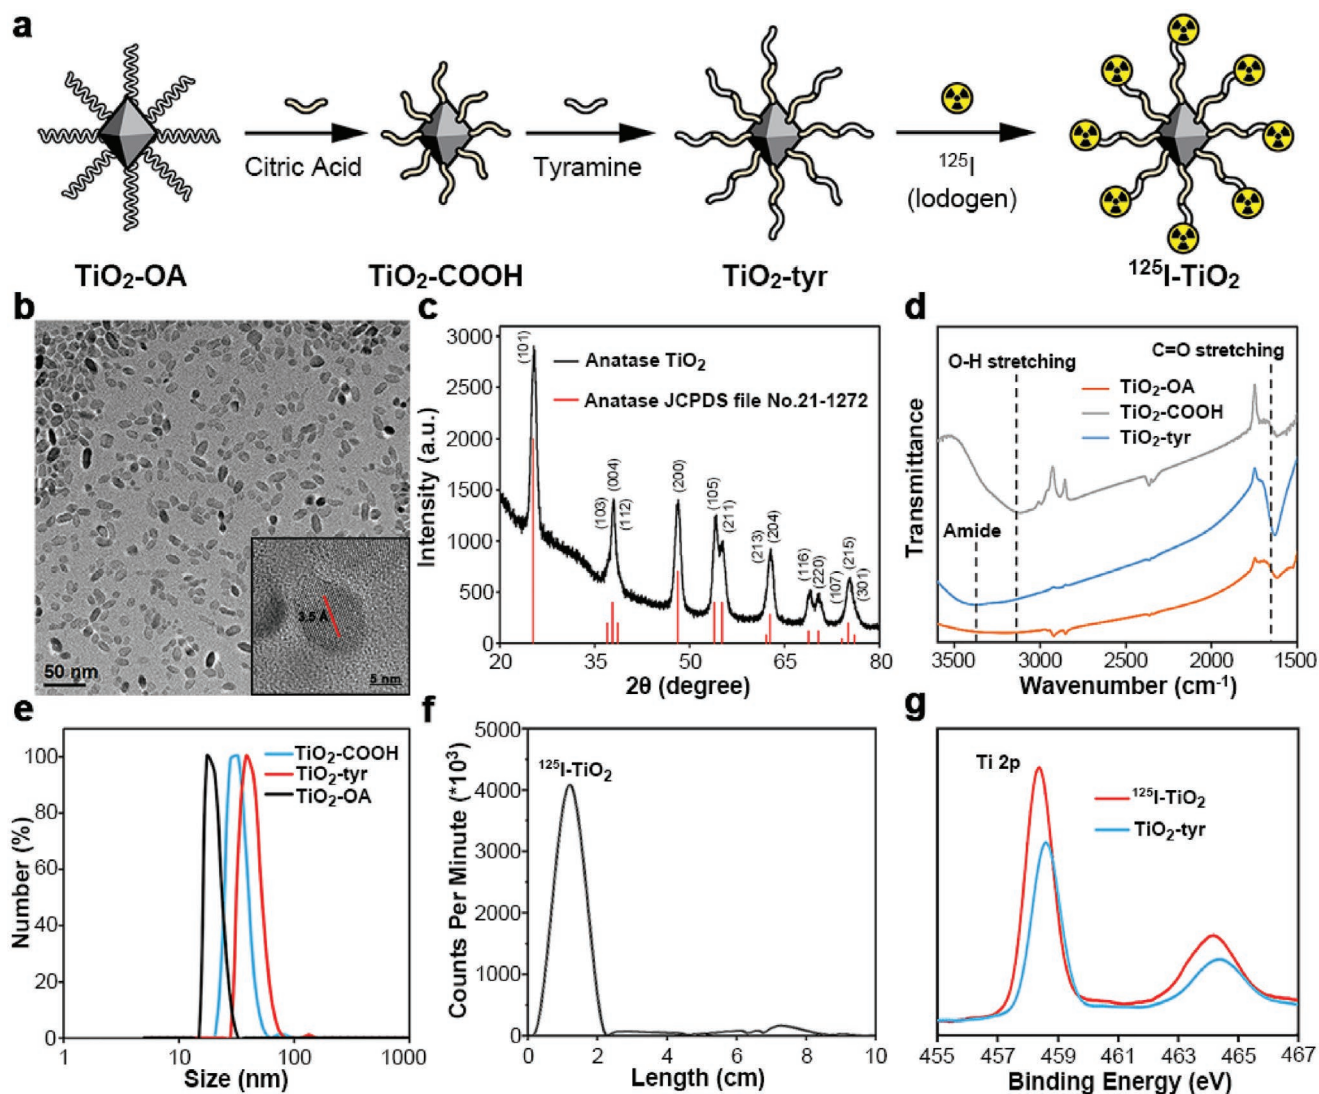 a
Citric Acid
Tyramine
¹²⁵I
(Iodogen)
TiO₂-OA
TiO₂-COOH
TiO₂-tyr
¹²⁵I-TiO₂
b
3.5 Å
50 nm
5 nm
c
3000
2500
2000
1500
1000
500
0
Intensity (a.u.)
(101)
Anatase TiO₂
Anatase JCPDS file No.21-1272
(103)
(004)
(112)
(200)
(105)
(211)
(213)
(204)
(116)
(220)
(107)
(215)
(301)
20 35 50 65 80
2θ (degree)
d
Transmittance
O-H stretching
C=O stretching
TiO₂-OA
TiO₂-COOH
TiO₂-tyr
Amide
3500 3000 2500 2000 1500
Wavenumber (cm⁻¹)
e
Number (%)
100
80
60
40
20
0
TiO₂-COOH
TiO₂-tyr
TiO₂-OA
1 10 100 1000
Size (nm)
f
Counts Per Minute (*10³)
5000
4000
3000
2000
1000
0
¹²⁵I-TiO₂
0 2 4 6 8 10
Length (cm)
g
Intensity (a.u.)
Ti 2p
¹²⁵I-TiO₂
TiO₂-tyr
455 457 459 461 463 465 467
Binding Energy (eV)